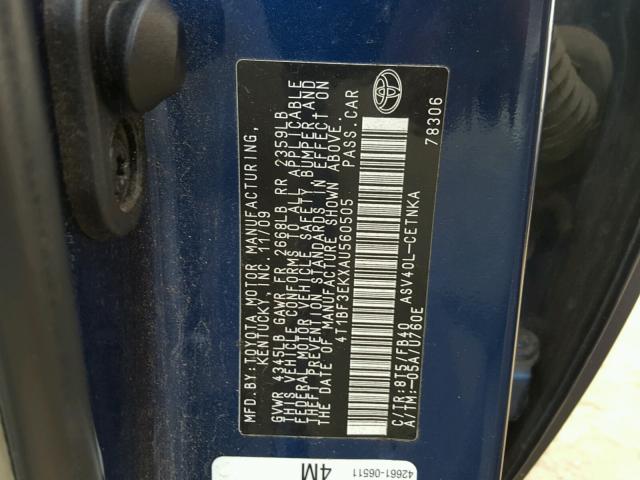 MFD. BY: TOYOTA MOTOR MANUFACTURING,
KENTUCKY, INC. 11/09
GVWR 4345LB GAWR FR 2668LB RR 2359LB
THIS VEHICLE CONFORMS TO ALL APPLICABLE
FEDERAL MOTOR VEHICLE SAFETY, BUMPER, AND
THEFT PREVENTION STANDARDS IN EFFECT ON
THE DATE OF MANUFACTURE SHOWN ABOVE.
4T1BF3EKXAU560505 PASS.CAR
C/TR:8T5/FB40 ASV40L-CETNKA
A/TM:-05A/U760E
78306
4M
42661-06511